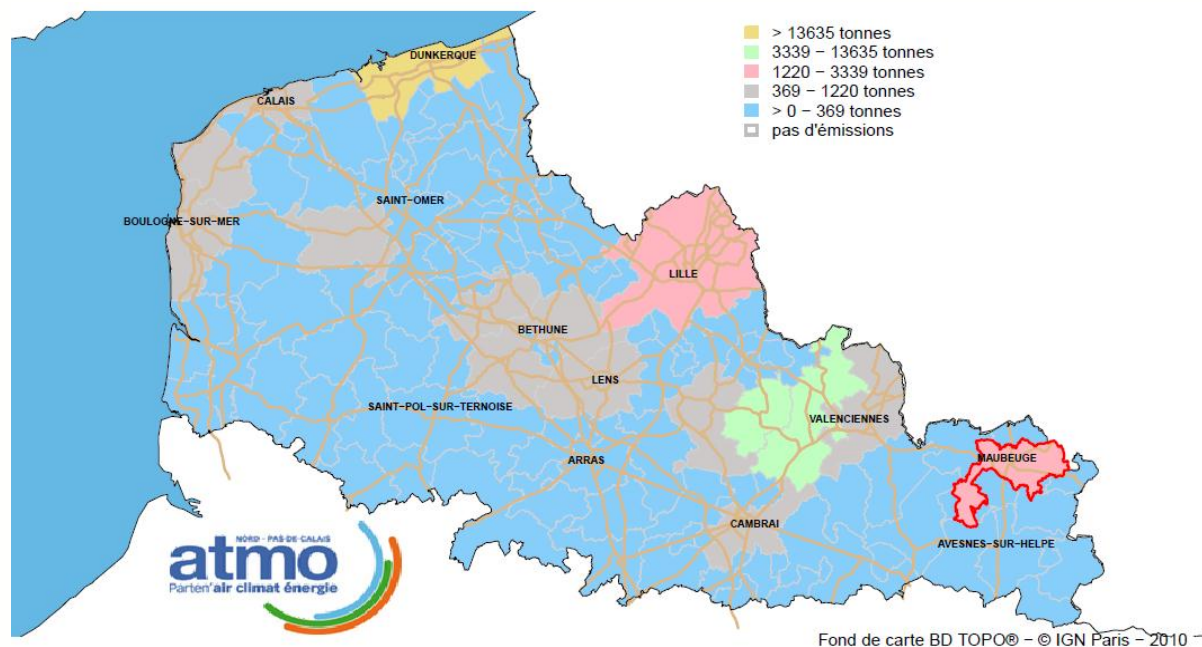 > 13635 tonnes
3339 − 13635 tonnes
1220 − 3339 tonnes
369 − 1220 tonnes
> 0 − 369 tonnes
pas d'émissions
DUNKERQUE
CALAIS
SAINT−OMER
BOULOGNE−SUR−MER
LILLE
BETHUNE
LENS
SAINT−POL−SUR−TERNOISE
VALENCIENNES
ARRAS
MAUBEUGE
CAMBRAI
AVESNES−SUR−HELPE
NORD - PAS-DE-CALAIS
atmo
Parten'air climat énergie
Fond de carte BD TOPO® − © IGN Paris − 2010 −